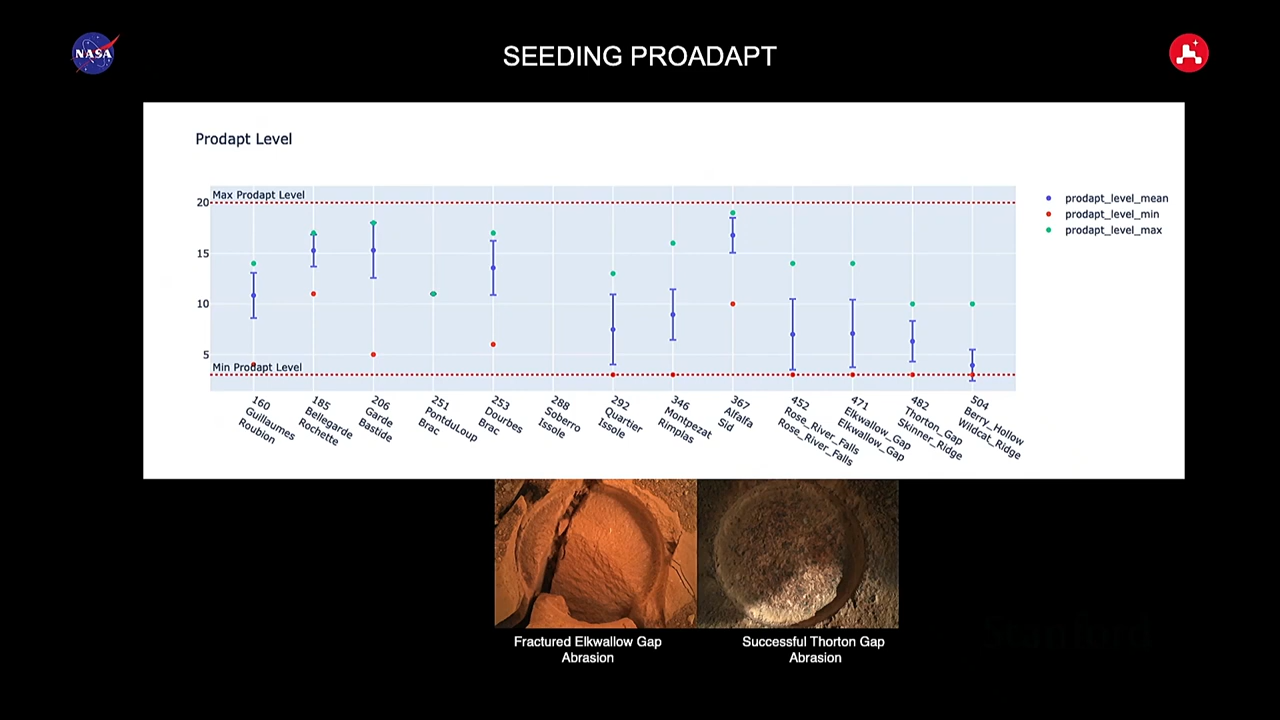 NASA
SEEDING PROADAPT
Prodapt Level
Max Prodapt Level
20
15
10
5
Min Prodapt Level
prodapt_level_mean
prodapt_level_min
prodapt_level_max
160
Guillaumes
Roubion
185
Bellegarde
Rochette
206
Garde
Bastide
251
PontduLoup
Brac
253
Dourbes
Brac
288
Soberro
Issole
292
Quartier
Issole
346
Montpezat
Rimplas
367
Alfalfa
Sid
452
Rose_River_Falls
Rose_River_Falls
471
Elkwallow_Gap
Elkwallow_Gap
482
Thorton_Gap
Skinner_Ridge
504
Berry_Hollow
Wildcat_Ridge
Fractured Elkwallow Gap
Abrasion
Successful Thorton Gap
Abrasion